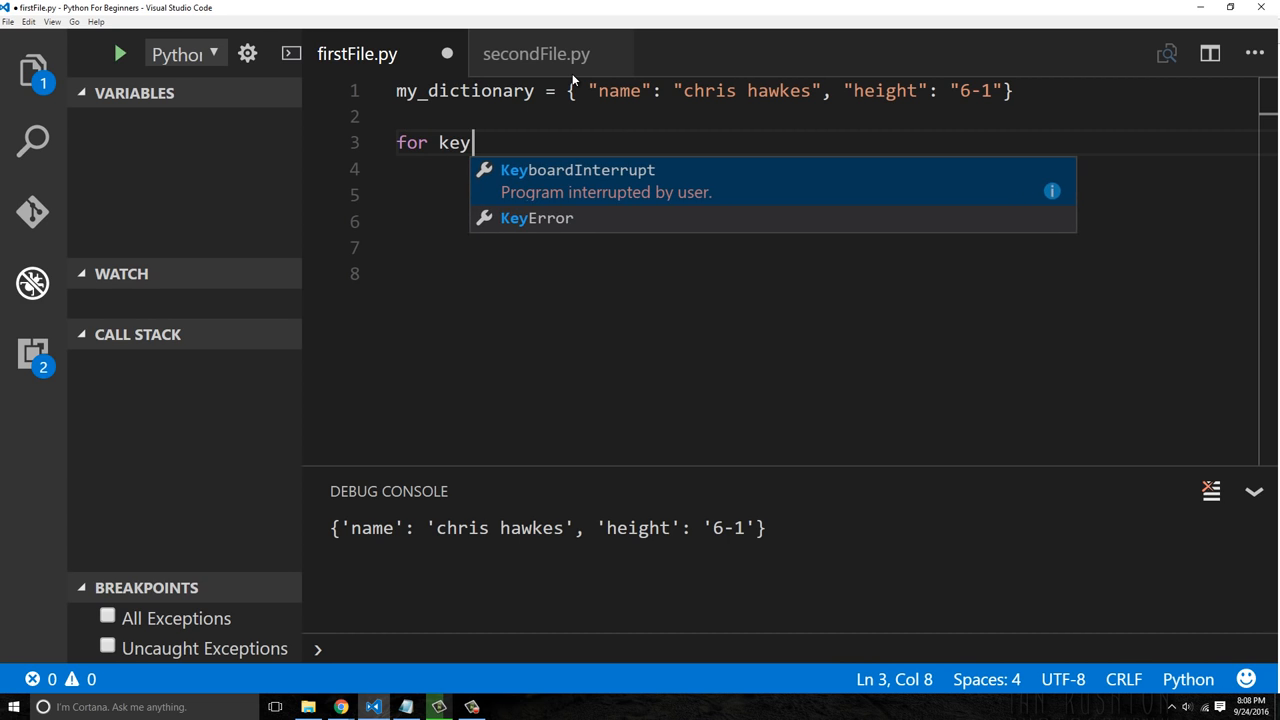 ● firstFile.py - Python For Beginners - Visual Studio Code
File Edit View Go Help
Python
firstFile.py
secondFile.py
VARIABLES
WATCH
CALL STACK
BREAKPOINTS
All Exceptions
Uncaught Exceptions
1
2
1 my_dictionary = { "name": "chris hawkes", "height": "6-1"}
2
3 for key
4
5
6
7
8
KeyboardInterrupt
Program interrupted by user.
KeyError
DEBUG CONSOLE
{'name': 'chris hawkes', 'height': '6-1'}
0 0
Ln 3, Col 8 Spaces: 4 UTF-8 CRLF Python
I'm Cortana. Ask me anything.
8:08 PM
9/24/2016